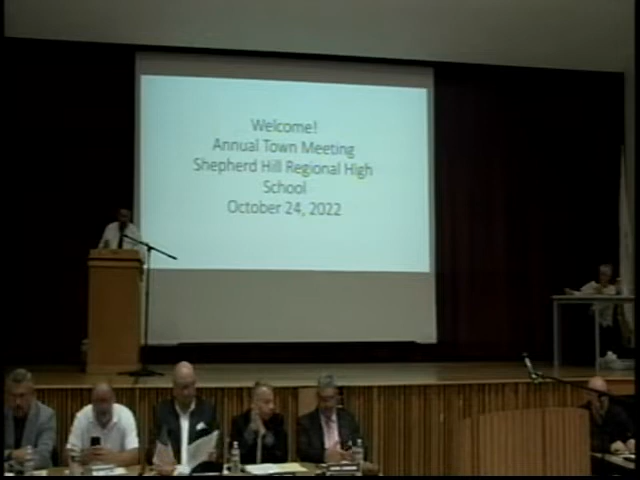 Welcome!
Annual Town Meeting
Shepherd Hill Regional High
School
October 24, 2022